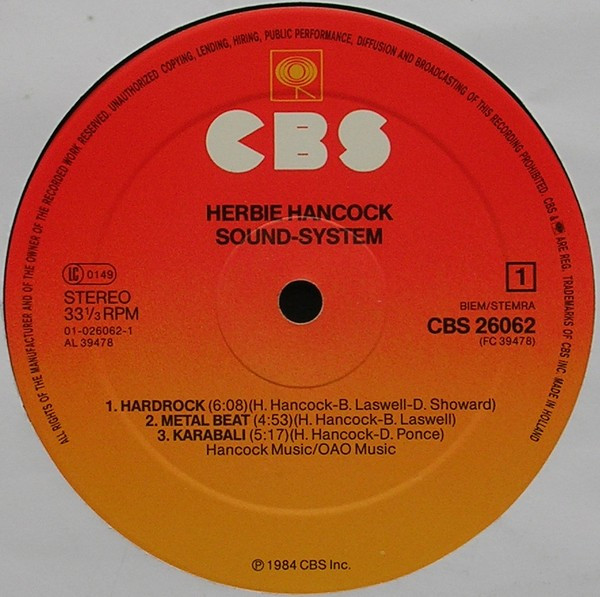 ALL RIGHTS OF THE MANUFACTURER AND OF THE OWNER OF THE RECORDED WORK RESERVED. UNAUTHORIZED COPYING, LENDING, HIRING, PUBLIC PERFORMANCE, DIFFUSION AND BROADCASTING OF THIS RECORDING PROHIBITED. CBS & ARE REG. TRADEMARKS OF CBS INC. MADE IN HOLLAND
CBS
HERBIE HANCOCK
SOUND-SYSTEM
LC 0149
STEREO
33⅓ RPM
01-026062-1
AL 39478
1
BIEM/STEMRA
CBS 26062
(FC 39478)
1. HARDROCK (6:08)(H. Hancock-B. Laswell-D. Showard)
2. METAL BEAT (4:53)(H. Hancock-B. Laswell)
3. KARABALI (5:17)(H. Hancock-D. Ponce)
Hancock Music/OAO Music
℗ 1984 CBS Inc.